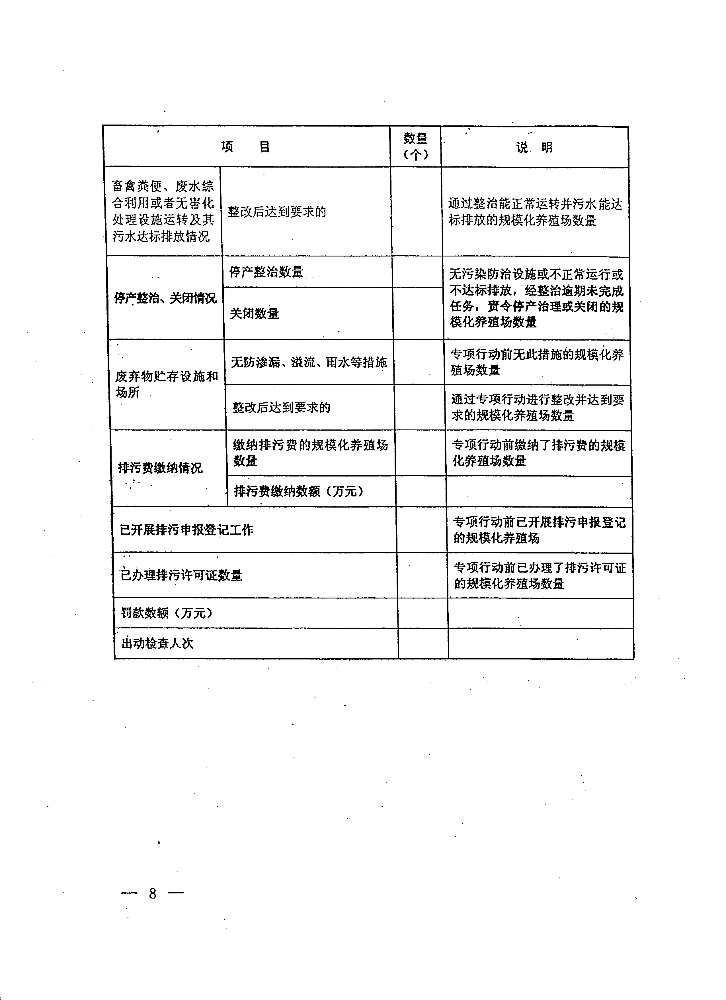 项　　目
数量
（个）
说　明
畜禽粪便、废水综
合利用或者无害化
处理设施运转及其
污水达标排放情况
整改后达到要求的
通过整治能正常运转并污水能达
标排放的规模化养殖场数量
停产整治、关闭情况
停产整治数量
关闭数量
无污染防治设施或不正常运行或
不达标排放，经整治逾期未完成
任务，责令停产治理或关闭的规
模化养殖场数量
废弃物贮存设施和
场所
无防渗漏、溢流、雨水等措施
专项行动前无此措施的规模化养
殖场数量
整改后达到要求的
通过专项行动进行整改并达到要
求的规模化养殖场数量
排污费缴纳情况
缴纳排污费的规模化养殖场
数量
专项行动前缴纳了排污费的规模
化养殖场数量
排污费缴纳数额（万元）
已开展排污申报登记工作
专项行动前已开展排污申报登记
的规模化养殖场
已办理排污许可证数量
专项行动前已办理了排污许可证
的规模化养殖场数量
罚款数额（万元）
出动检查人次
— 8 —